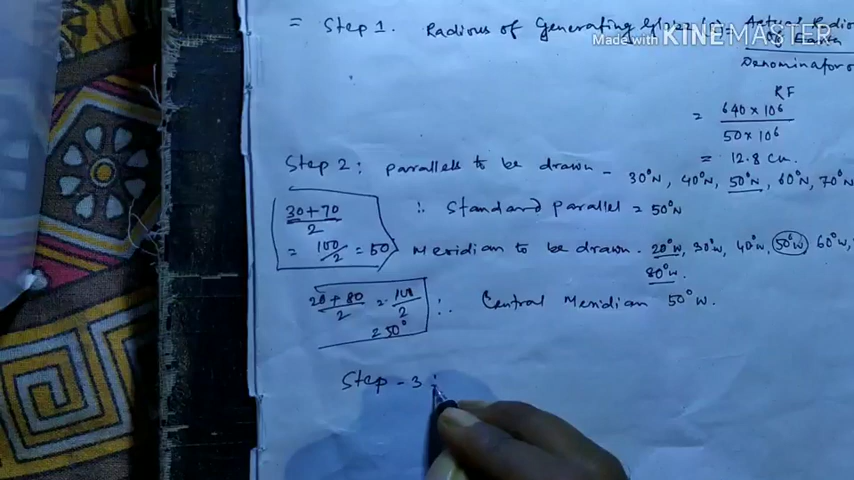 = Step 1. Radious of Generating Globe (r) = Actual Radio
of Earth
Denominator o
RF
Made with KINEMASTER
= 640 x 10⁶
50 x 10⁶
= 12.8 cm.
Step 2 : parallels to be drawn - 30°N, 40°N, 50°N, 60°N, 70°N
30 + 70
2
∴ Standard parallel = 50°N
= 100/2 = 50
Meridian to be drawn. 20°W, 30°W, 40°W, 50°W 60°W,
80°W.
20 + 80
2
= 100
2
= 50°
∴ Central Meridian 50°W.
Step - 3 :